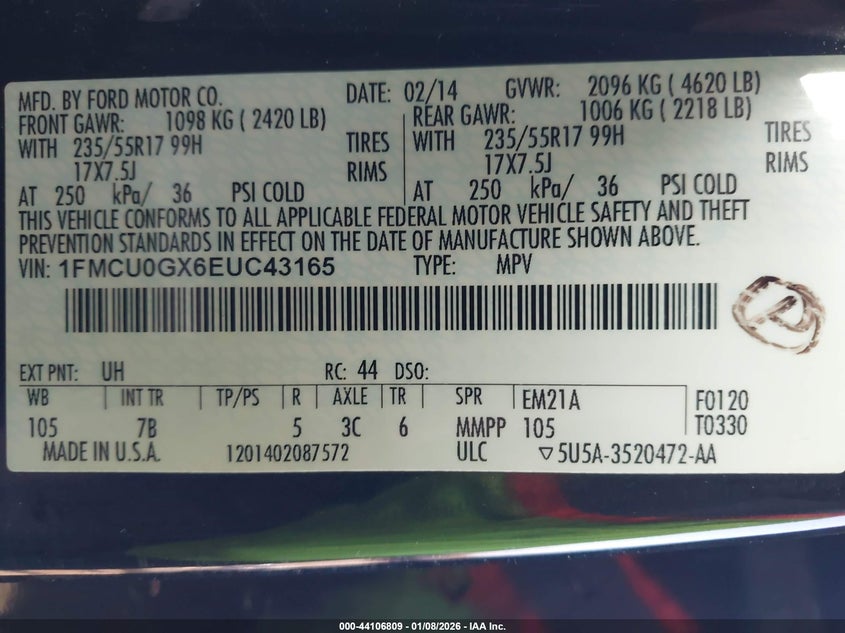 MFD. BY FORD MOTOR CO. DATE: 02/14 GVWR: 2096 KG ( 4620 LB)
FRONT GAWR: 1098 KG ( 2420 LB) REAR GAWR: 1006 KG ( 2218 LB)
WITH 235/55R17 99H TIRES WITH 235/55R17 99H TIRES
17X7.5J RIMS 17X7.5J RIMS
AT 250 kPa/ 36 PSI COLD AT 250 kPa/ 36 PSI COLD
THIS VEHICLE CONFORMS TO ALL APPLICABLE FEDERAL MOTOR VEHICLE SAFETY AND THEFT
PREVENTION STANDARDS IN EFFECT ON THE DATE OF MANUFACTURE SHOWN ABOVE.
VIN: 1FMCU0GX6EUC43165 TYPE: MPV
EXT PNT: UH RC: 44 DSO:
WB INT TR TP/PS R AXLE TR SPR EM21A F0120
105 7B 5 3C 6 MMPP 105 T0330
MADE IN U.S.A. 1201402087572 ULC ▽5U5A-3520472-AA
000-44106809 - 01/08/2026 - IAA Inc.